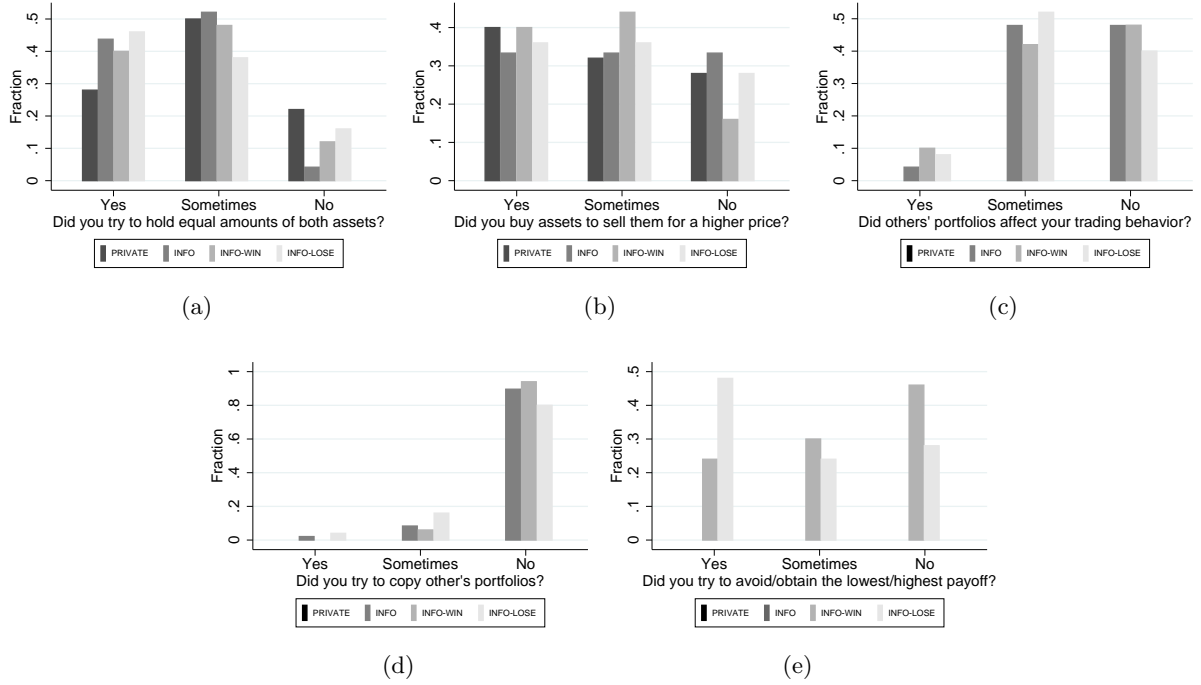 Fraction
0 .1 .2 .3 .4 .5
Yes Sometimes No
Did you try to hold equal amounts of both assets?
PRIVATE INFO INFO-WIN INFO-LOSE
(a)
Fraction
0 .1 .2 .3 .4
Yes Sometimes No
Did you buy assets to sell them for a higher price?
PRIVATE INFO INFO-WIN INFO-LOSE
(b)
Fraction
0 .1 .2 .3 .4 .5
Yes Sometimes No
Did others' portfolios affect your trading behavior?
PRIVATE INFO INFO-WIN INFO-LOSE
(c)
Fraction
0 .2 .4 .6 .8 1
Yes Sometimes No
Did you try to copy other's portfolios?
PRIVATE INFO INFO-WIN INFO-LOSE
(d)
Fraction
0 .1 .2 .3 .4 .5
Yes Sometimes No
Did you try to avoid/obtain the lowest/highest payoff?
PRIVATE INFO INFO-WIN INFO-LOSE
(e)